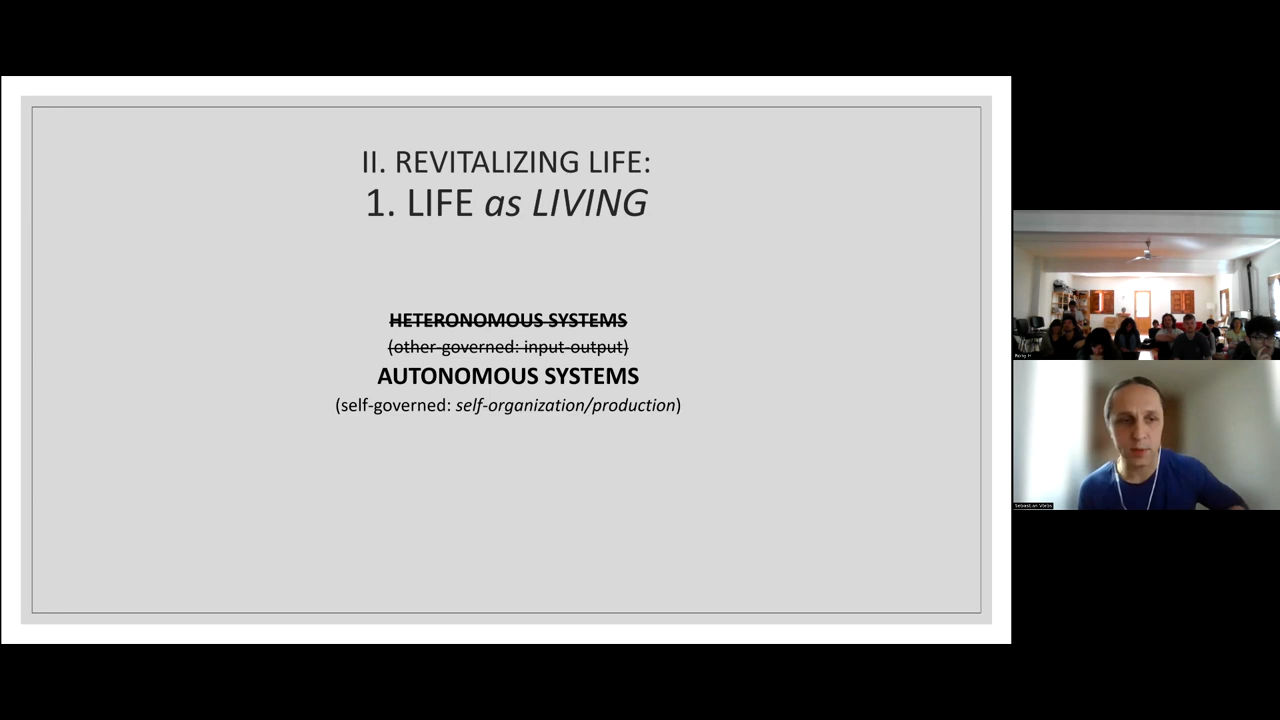 II. REVITALIZING LIFE:
1. LIFE as LIVING
HETERONOMOUS SYSTEMS
(other-governed: input-output)
AUTONOMOUS SYSTEMS
(self-governed: self-organization/production)